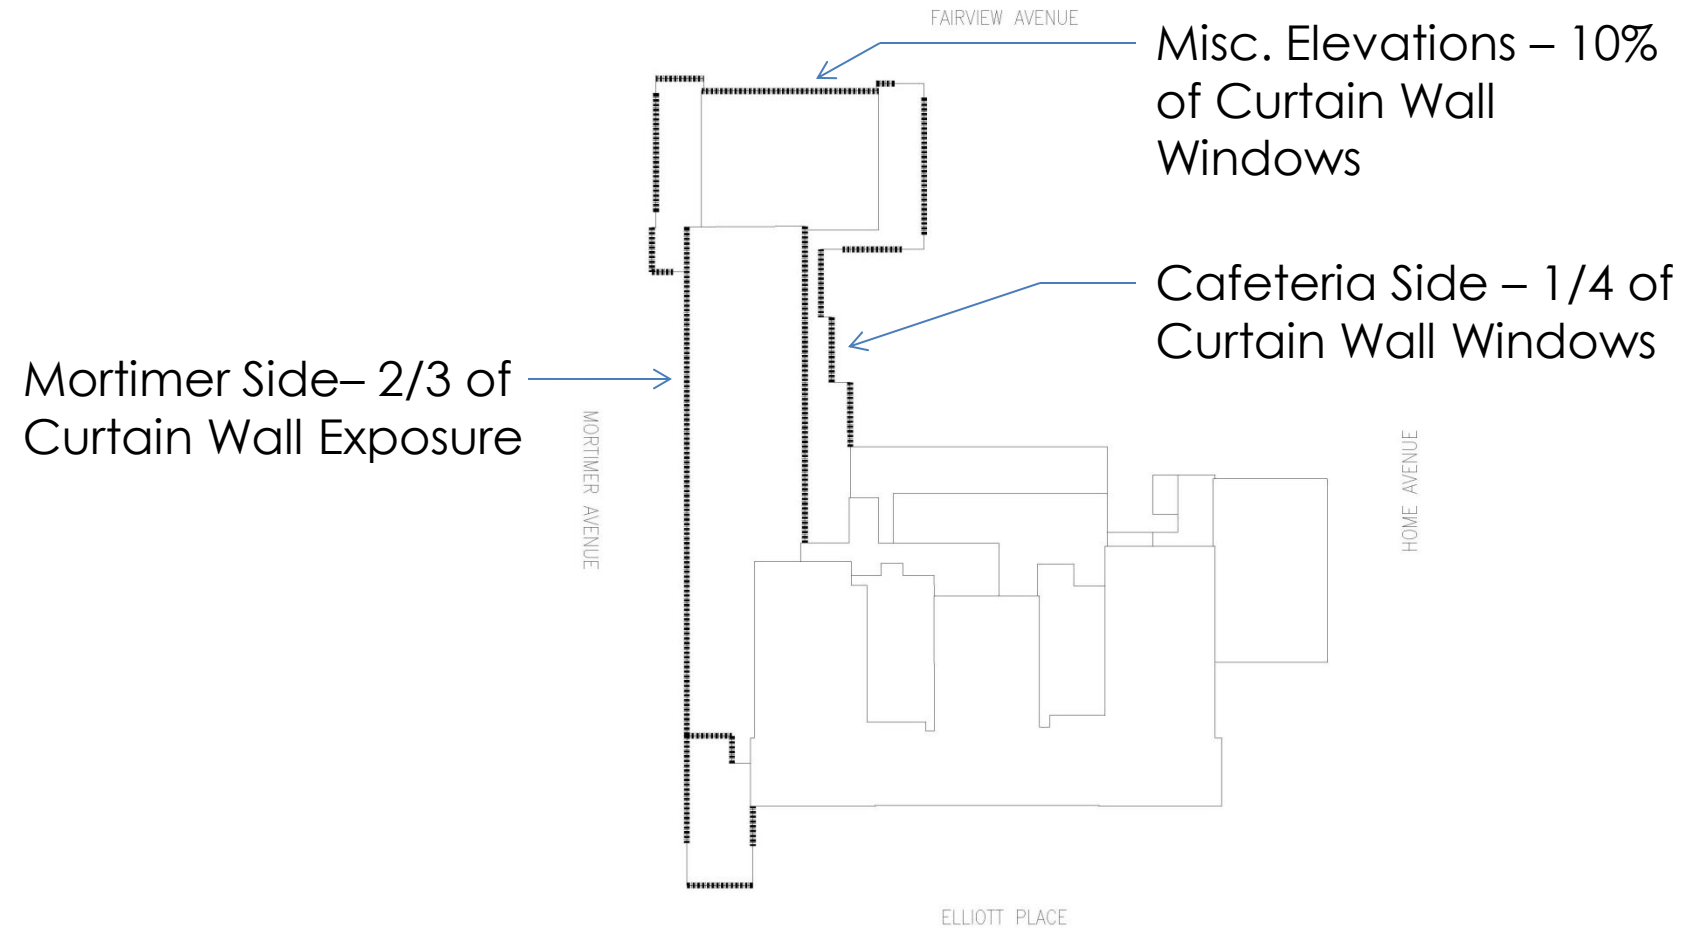 FAIRVIEW AVENUE
Misc. Elevations – 10%
of Curtain Wall
Windows
Cafeteria Side – 1/4 of
Curtain Wall Windows
Mortimer Side– 2/3 of
Curtain Wall Exposure
MORTIMER AVENUE
HOME AVENUE
ELLIOTT PLACE